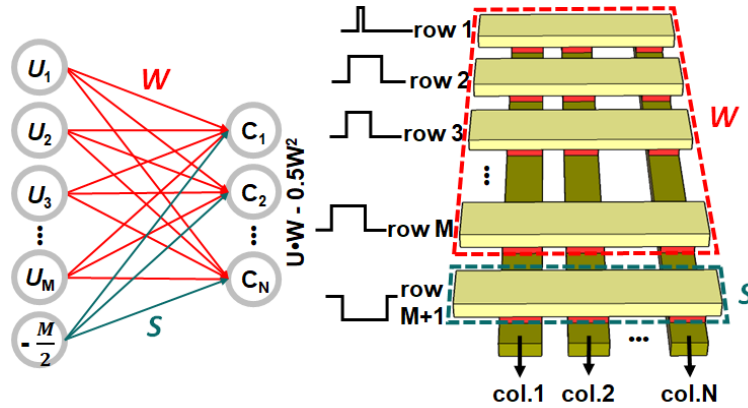 U1
U2
U3
⋮
UM
- M/2
W
S
C1
C2
⋮
CN
U•W - 0.5W²
row 1
row 2
row 3
⋮
row M
row
M+1
W
S
...
col.1 col.2 col.N